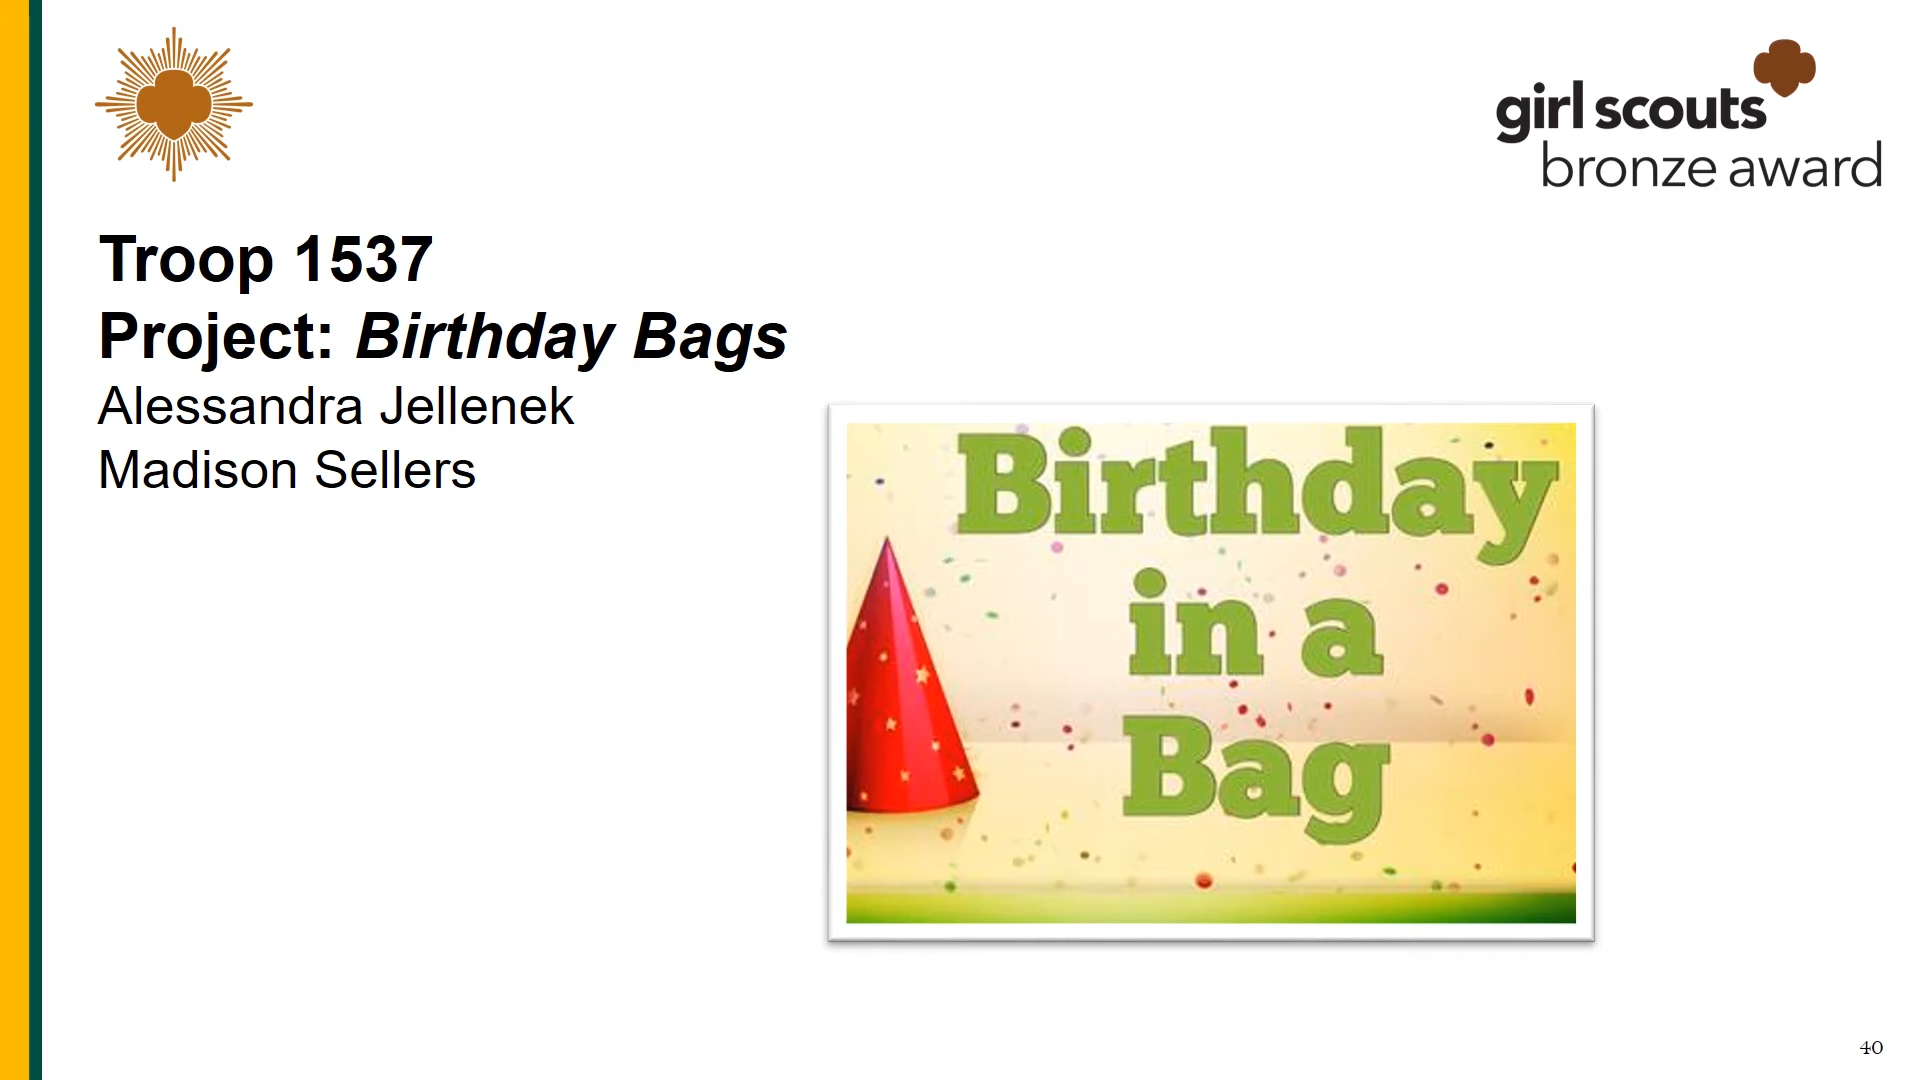 girl scouts
bronze award
Troop 1537
Project: Birthday Bags
Alessandra Jellenek
Madison Sellers
Birthday
in a
Bag
40